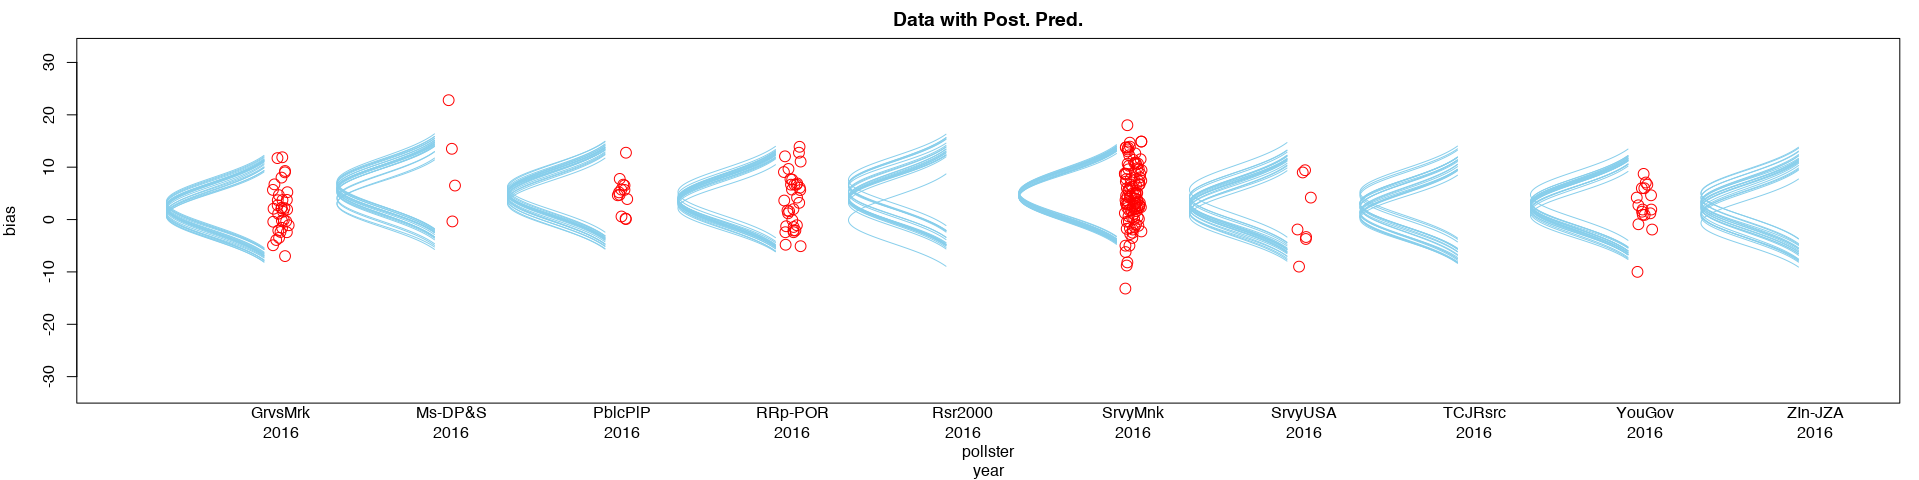 Data with Post. Pred.
bias
30
20
10
0
-10
-20
-30
GrvsMrk Ms-DP&S PblcPlP RRp-POR Rsr2000 SrvyMnk SrvyUSA TCJRsrc YouGov Zln-JZA
2016 2016 2016 2016 2016 2016 2016 2016 2016 2016
pollster
year